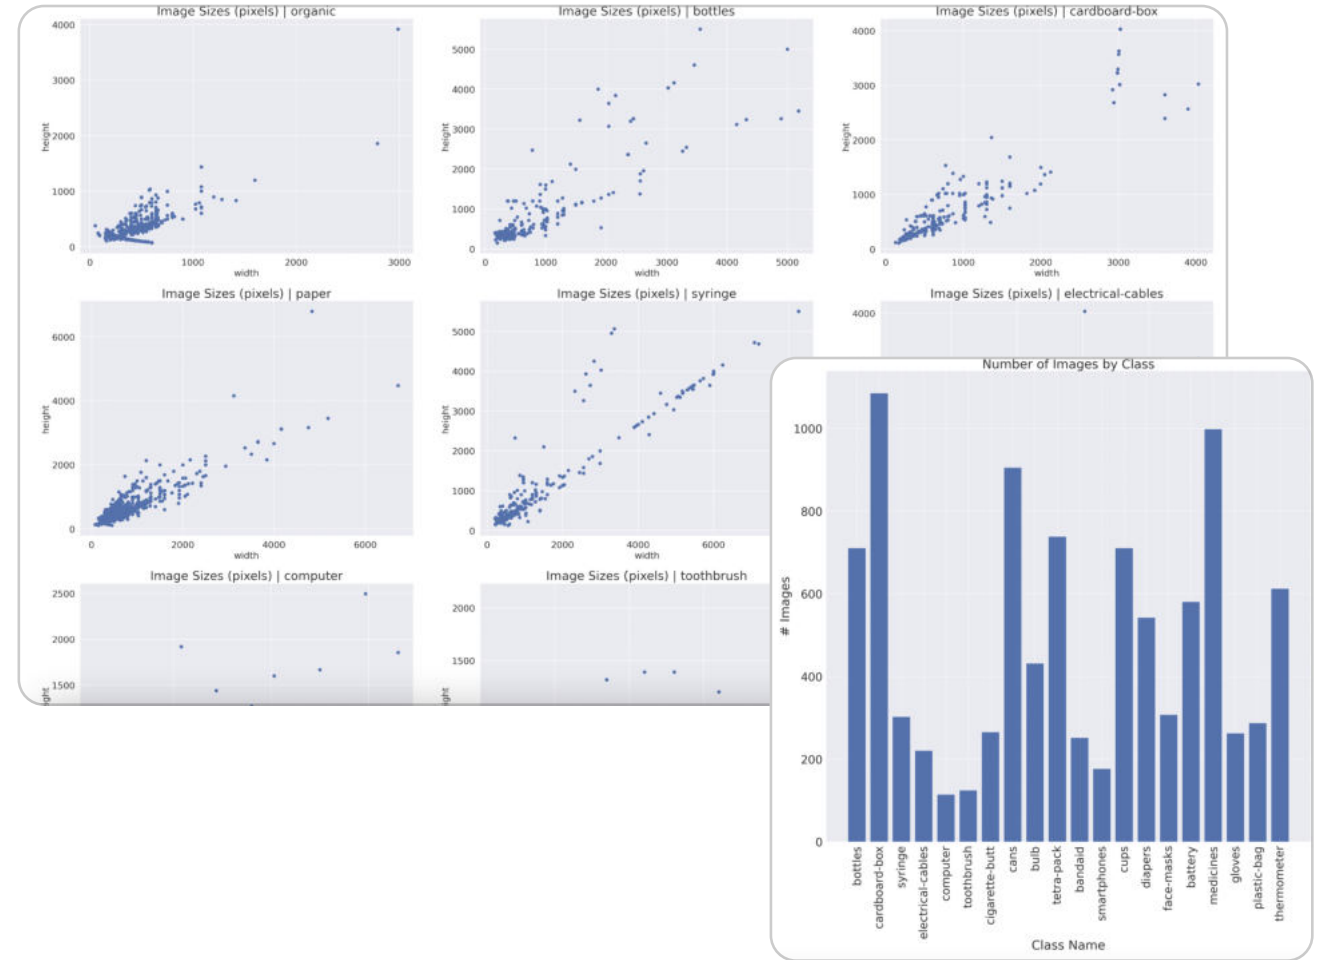 Image Sizes (pixels) | organic
4000
3000
2000
1000
0
height
0 1000 2000 3000
width
Image Sizes (pixels) | bottles
5000
4000
3000
2000
1000
0
height
0 1000 2000 3000 4000 5000
width
Image Sizes (pixels) | cardboard-box
4000
3000
2000
1000
0
height
0 1000 2000 3000 4000
width
Image Sizes (pixels) | paper
6000
4000
2000
0
height
0 2000 4000 6000
width
Image Sizes (pixels) | syringe
5000
4000
3000
2000
1000
0
height
0 2000 4000 6000
width
Image Sizes (pixels) | electrical-cables
4000
Image Sizes (pixels) | computer
2500
2000
1500
Image Sizes (pixels) | toothbrush
2000
1500
Number of Images by Class
1000
800
600
400
200
0
# Images
bottles
cardboard-box
syringe
electrical-cables
computer
toothbrush
cigarette-butt
cans
bulb
tetra-pack
bandaid
smartphones
cups
diapers
face-masks
battery
medicines
gloves
plastic-bag
thermometer
Class Name